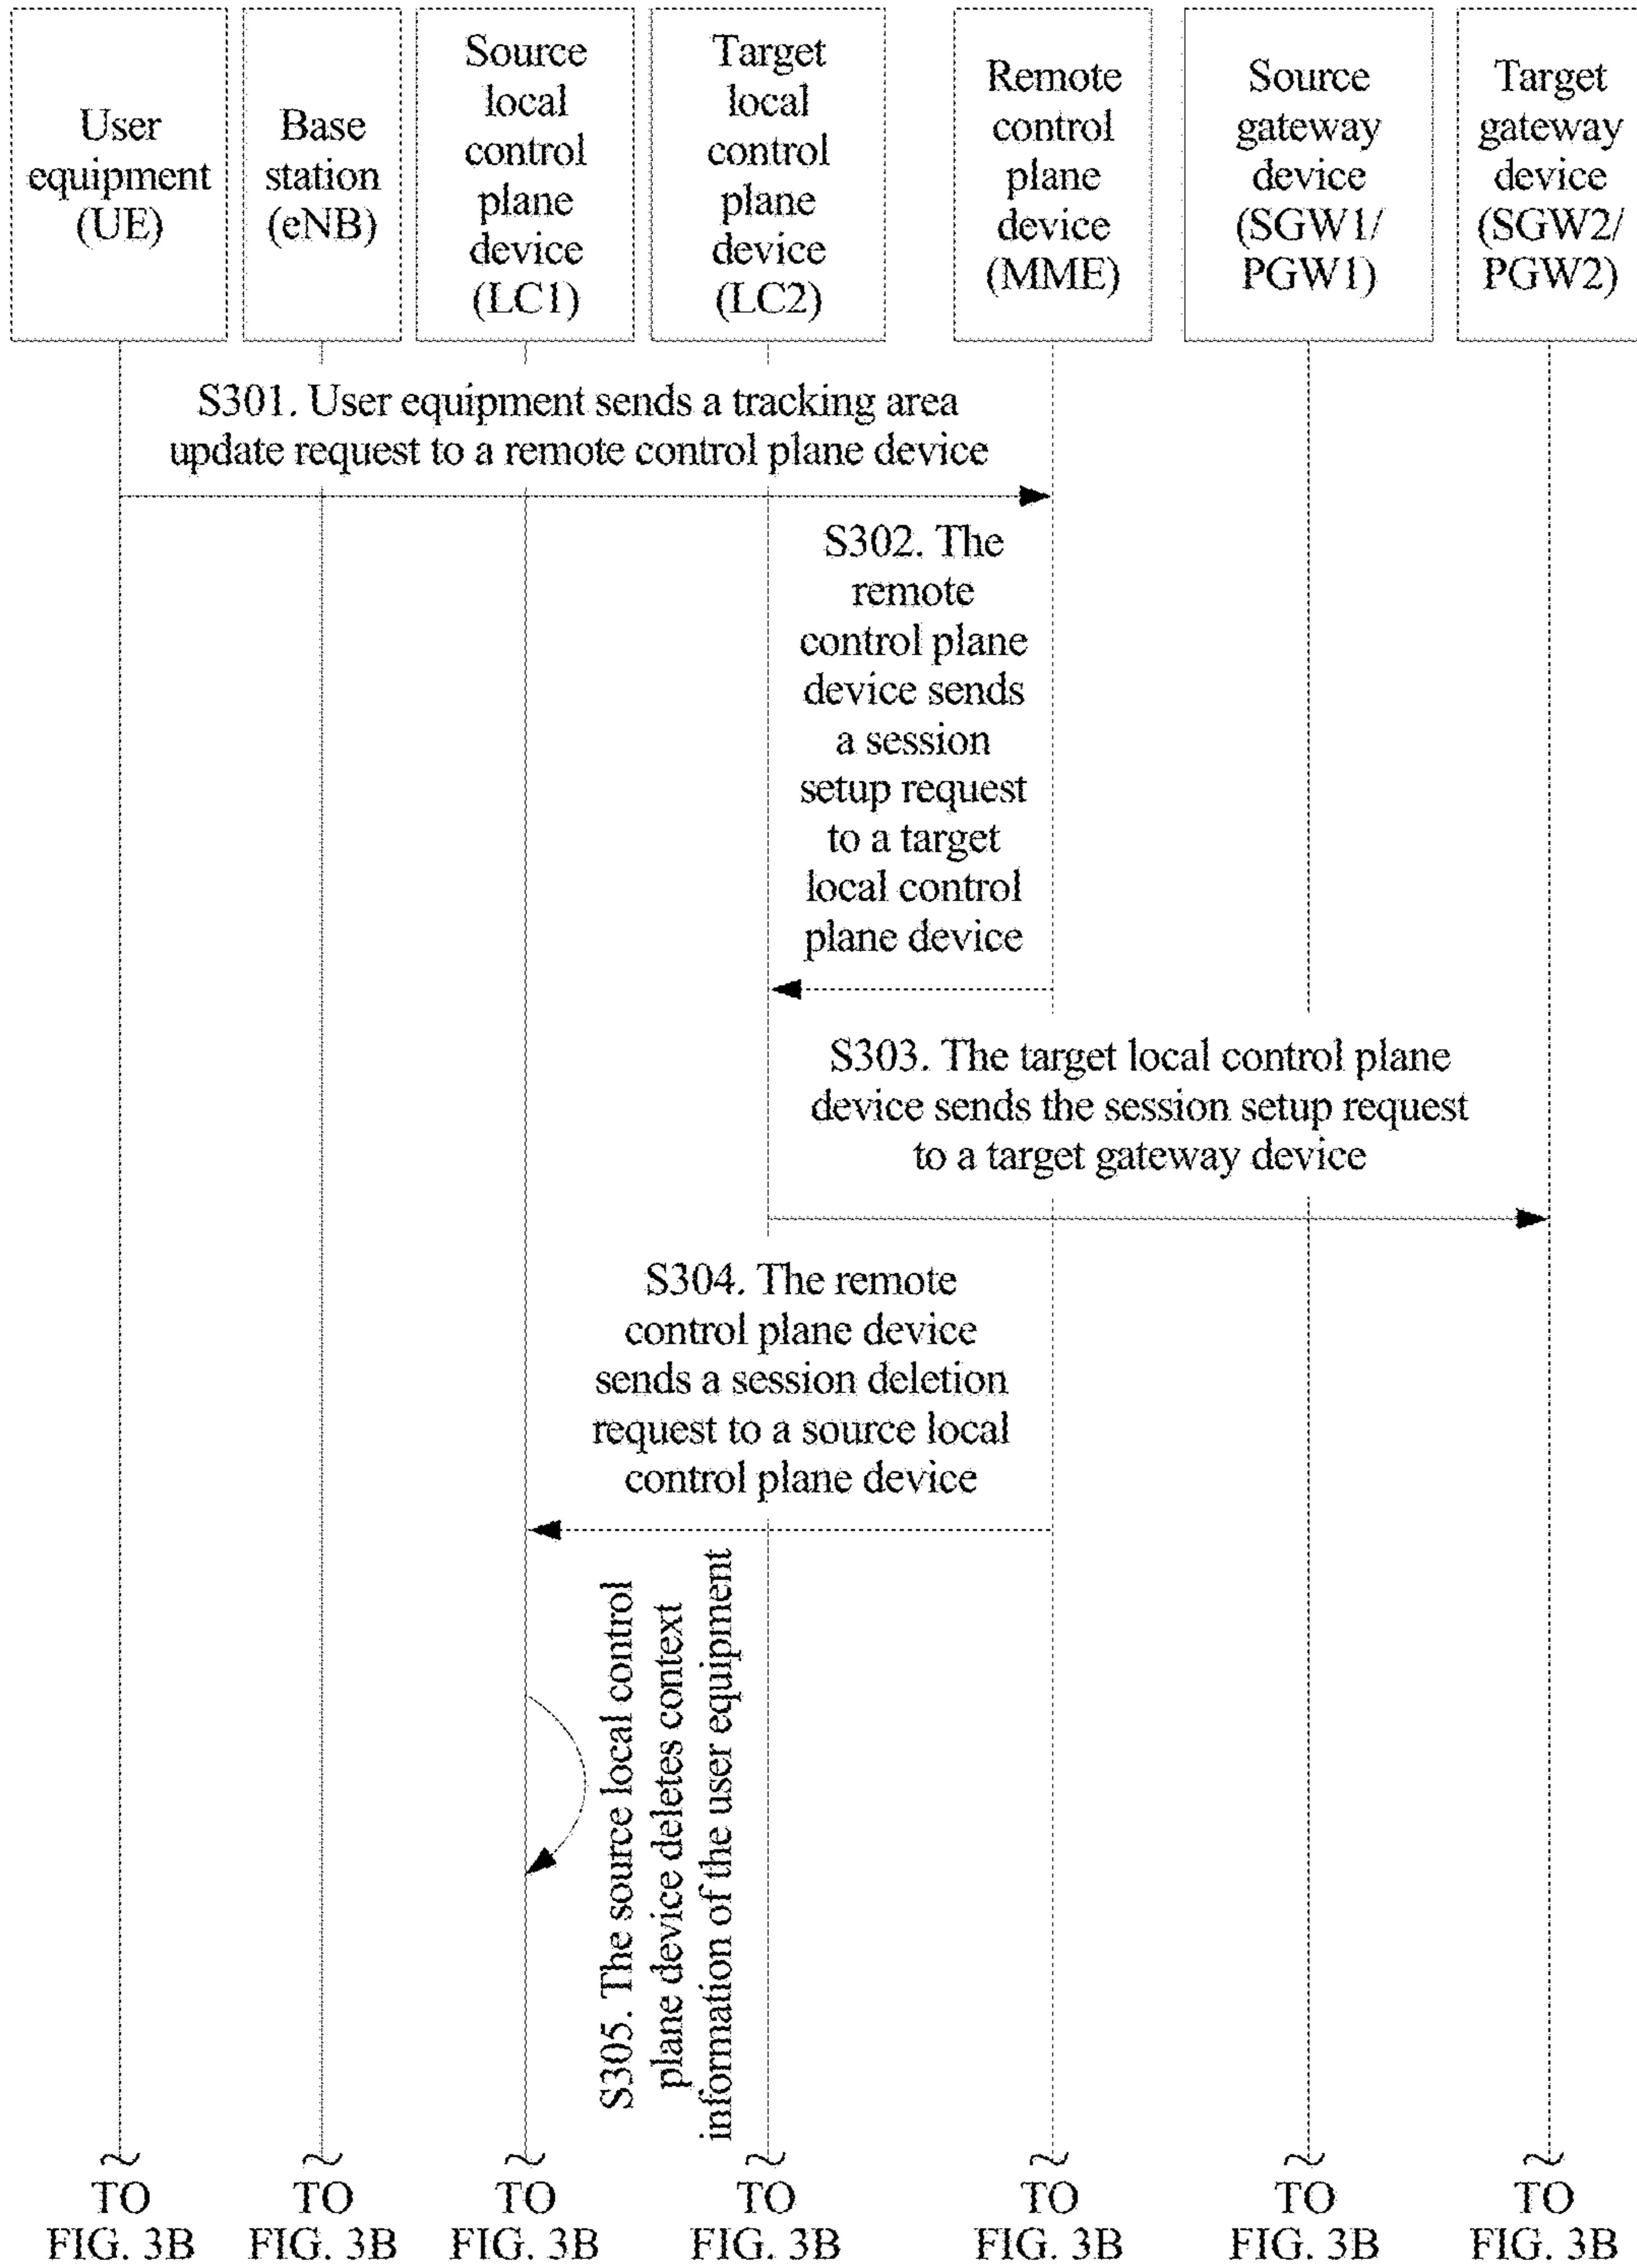 User
equipment
(UE)
Base
station
(eNB)
Source
local
control
plane
device
(LC1)
Target
local
control
plane
device
(LC2)
Remote
control
plane
device
(MME)
Source
gateway
device
(SGW1/
PGW1)
Target
gateway
device
(SGW2/
PGW2)
S301. User equipment sends a tracking area
update request to a remote control plane device
S302. The
remote
control plane
device sends
a session
setup request
to a target
local control
plane device
S303. The target local control plane
device sends the session setup request
to a target gateway device
S304. The remote
control plane device
sends a session deletion
request to a source local
control plane device
S305. The source local control
plane device deletes context
information of the user equipment
TO
FIG. 3B
TO
FIG. 3B
TO
FIG. 3B
TO
FIG. 3B
TO
FIG. 3B
TO
FIG. 3B
TO
FIG. 3B